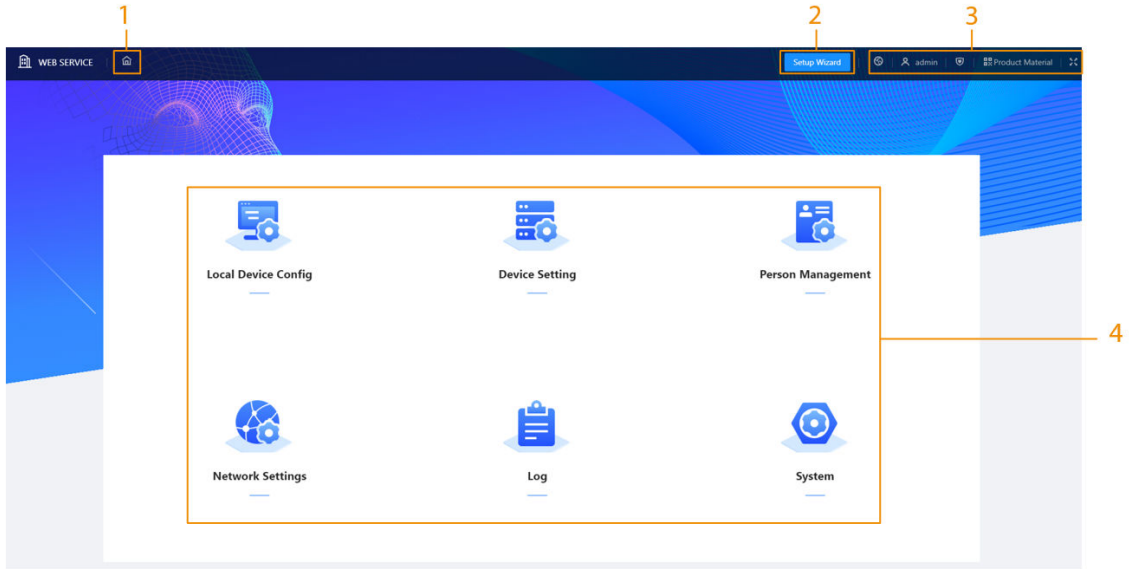 1
2
3
WEB SERVICE
Setup Wizard
admin
Product Material
Local Device Config
Device Setting
Person Management
4
Network Settings
Log
System